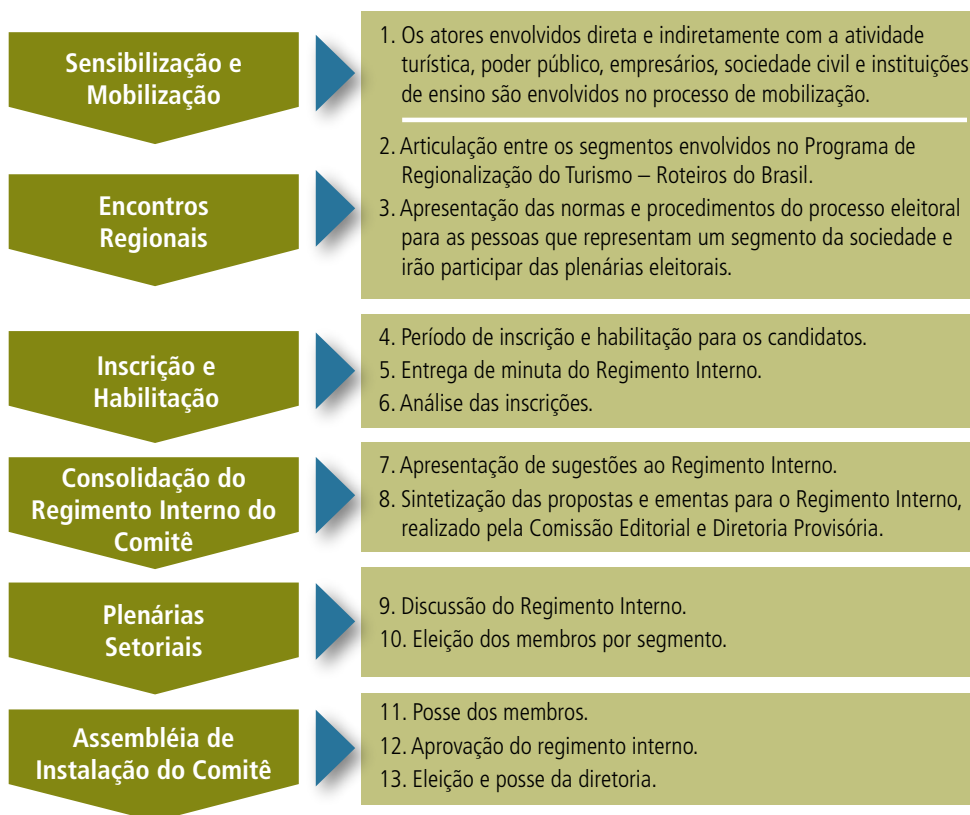 Sensibilização e
Mobilização
1. Os atores envolvidos direta e indiretamente com a atividade
turística, poder público, empresários, sociedade civil e instituições
de ensino são envolvidos no processo de mobilização.
Encontros
Regionais
2. Articulação entre os segmentos envolvidos no Programa de
Regionalização do Turismo – Roteiros do Brasil.
3. Apresentação das normas e procedimentos do processo eleitoral
para as pessoas que representam um segmento da sociedade e
irão participar das plenárias eleitorais.
Inscrição e
Habilitação
4. Período de inscrição e habilitação para os candidatos.
5. Entrega de minuta do Regimento Interno.
6. Análise das inscrições.
Consolidação do
Regimento Interno do
Comitê
7. Apresentação de sugestões ao Regimento Interno.
8. Sintetização das propostas e ementas para o Regimento Interno,
realizado pela Comissão Editorial e Diretoria Provisória.
Plenárias
Setoriais
9. Discussão do Regimento Interno.
10. Eleição dos membros por segmento.
Assembléia de
Instalação do Comitê
11. Posse dos membros.
12. Aprovação do regimento interno.
13. Eleição e posse da diretoria.